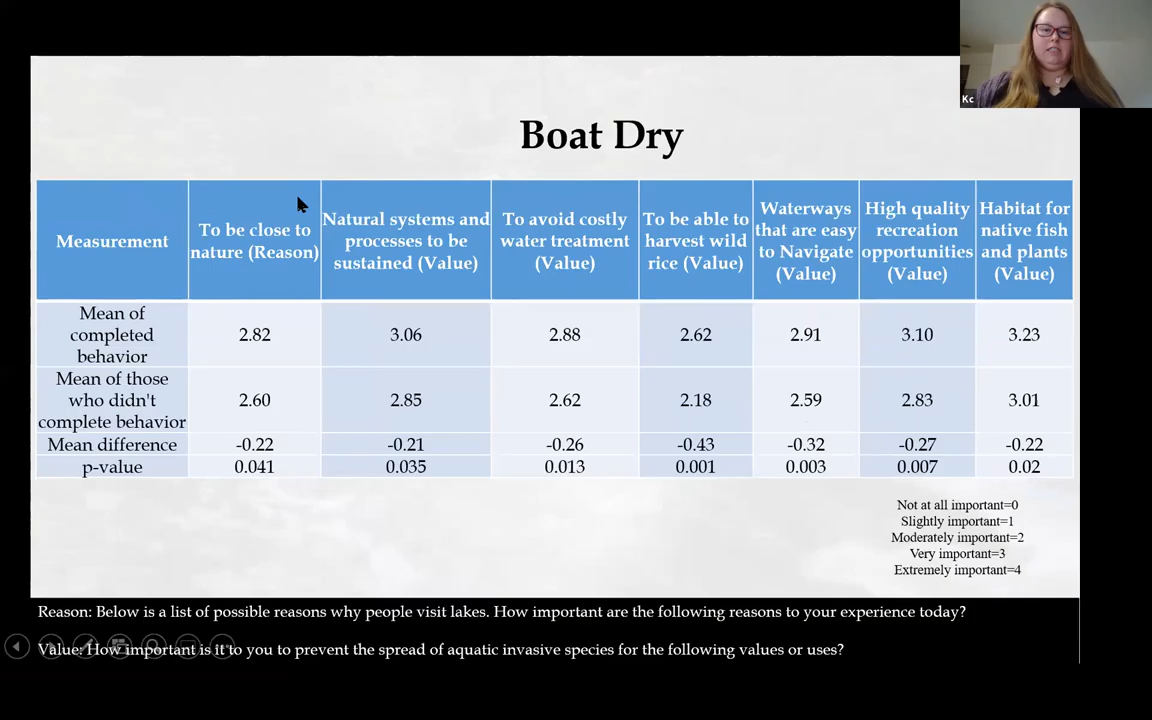 Kc
Boat Dry
Measurement
To be close to
nature (Reason)
Natural systems and
processes to be
sustained (Value)
To avoid costly
water treatment
(Value)
To be able to
harvest wild
rice (Value)
Waterways
that are easy
to Navigate
(Value)
High quality
recreation
opportunities
(Value)
Habitat for
native fish
and plants
(Value)
Mean of
completed
behavior
2.82 3.06 2.88 2.62 2.91 3.10 3.23
Mean of those
who didn't
complete behavior
2.60 2.85 2.62 2.18 2.59 2.83 3.01
Mean difference -0.22 -0.21 -0.26 -0.43 -0.32 -0.27 -0.22
p-value 0.041 0.035 0.013 0.001 0.003 0.007 0.02
Not at all important=0
Slightly important=1
Moderately important=2
Very important=3
Extremely important=4
Reason: Below is a list of possible reasons why people visit lakes. How important are the following reasons to your experience today?
Value: How important is it to you to prevent the spread of aquatic invasive species for the following values or uses?